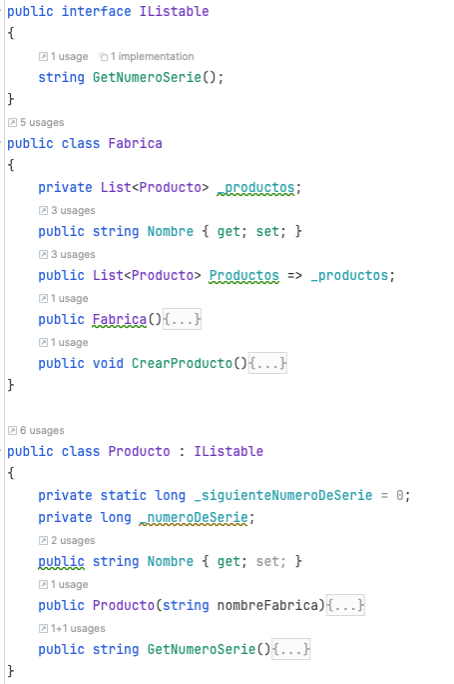 public interface IListable
{
1 usage 1 implementation
string GetNumeroSerie();
}
5 usages
public class Fabrica
{
private List<Producto> _productos;
3 usages
public string Nombre { get; set; }
3 usages
public List<Producto> Productos => _productos;
1 usage
public Fabrica(){...}
1 usage
public void CrearProducto(){...}
}
6 usages
public class Producto : IListable
{
private static long _siguienteNumeroDeSerie = 0;
private long _numeroDeSerie;
2 usages
public string Nombre { get; set; }
1 usage
public Producto(string nombreFabrica){...}
1+1 usages
public string GetNumeroSerie(){...}
}